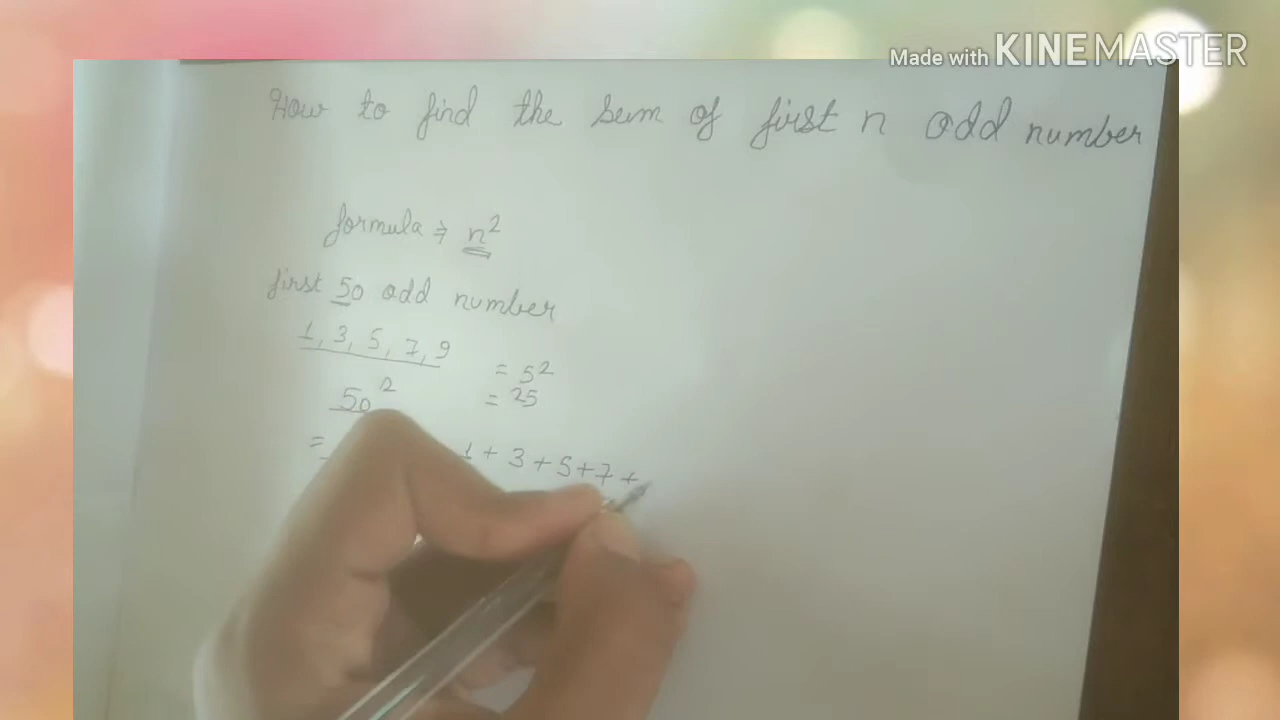 Made with KINEMASTER
How to find the sum of first n odd number
formula ⇒ n²
first 50 odd number
1, 3, 5, 7, 9
= 5²
= 25
50²
=
1 + 3 + 5 + 7 +